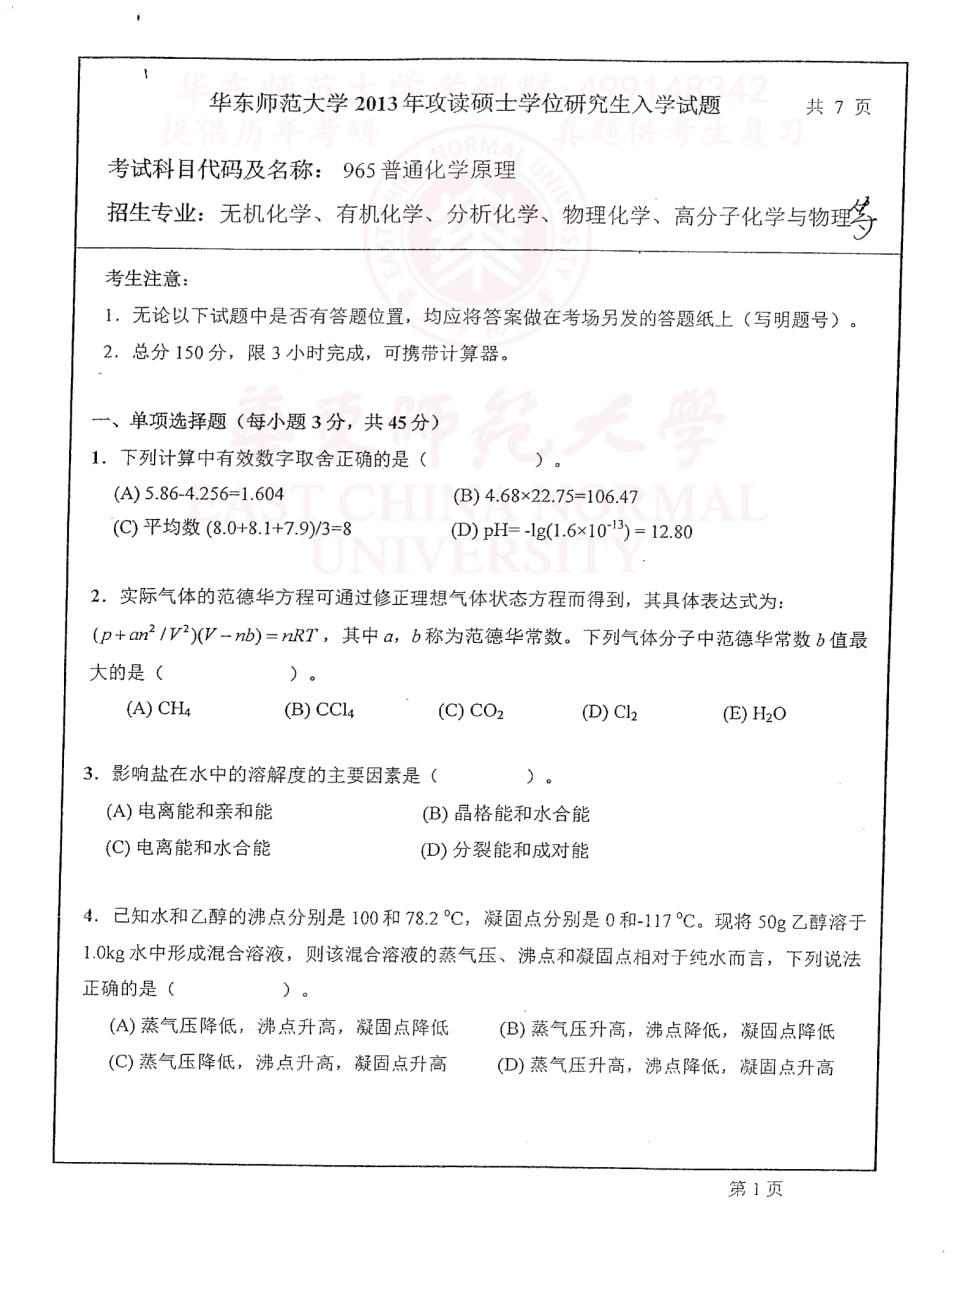 华东师范大学考研群：499148342
华东师范大学 2013 年攻读硕士学位研究生入学试题 共 7 页
提供历年考研 真题供考生复习
考试科目代码及名称： 965 普通化学原理
招生专业：无机化学、有机化学、分析化学、物理化学、高分子化学与物理等
考生注意：
1．无论以下试题中是否有答题位置，均应将答案做在考场另发的答题纸上（写明题号）。
2．总分 150 分，限 3 小时完成，可携带计算器。
華東師範大學
一、单项选择题（每小题 3 分，共 45 分）
1．下列计算中有效数字取舍正确的是（ ）。
(A) 5.86-4.256=1.604 (B) 4.68×22.75=106.47
EAST CHINA NORMAL
(C) 平均数 (8.0+8.1+7.9)/3=8 (D) pH= -lg(1.6×10⁻¹³) = 12.80
UNIVERSITY
2．实际气体的范德华方程可通过修正理想气体状态方程而得到，其具体表达式为：
(p + an² / V²)(V − nb) = nRT ，其中 a，b 称为范德华常数。下列气体分子中范德华常数 b 值最
大的是（ ）。
(A) CH₄ (B) CCl₄ (C) CO₂ (D) Cl₂ (E) H₂O
3．影响盐在水中的溶解度的主要因素是（ ）。
(A) 电离能和亲和能 (B) 晶格能和水合能
(C) 电离能和水合能 (D) 分裂能和成对能
4．已知水和乙醇的沸点分别是 100 和 78.2 ℃，凝固点分别是 0 和-117 ℃。现将 50g 乙醇溶于
1.0kg 水中形成混合溶液，则该混合溶液的蒸气压、沸点和凝固点相对于纯水而言，下列说法
正确的是（ ）。
(A) 蒸气压降低，沸点升高，凝固点降低 (B) 蒸气压升高，沸点降低，凝固点降低
(C) 蒸气压降低，沸点升高，凝固点升高 (D) 蒸气压升高，沸点降低，凝固点升高
第 1 页